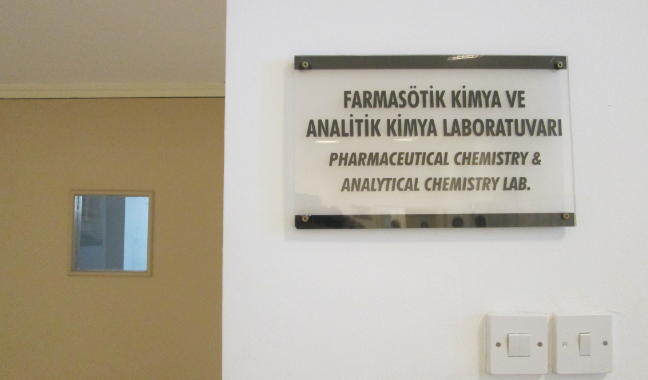 FARMASÖTİK KİMYA VE
ANALİTİK KİMYA LABORATUVARI
PHARMACEUTICAL CHEMISTRY &
ANALYTICAL CHEMISTRY LAB.